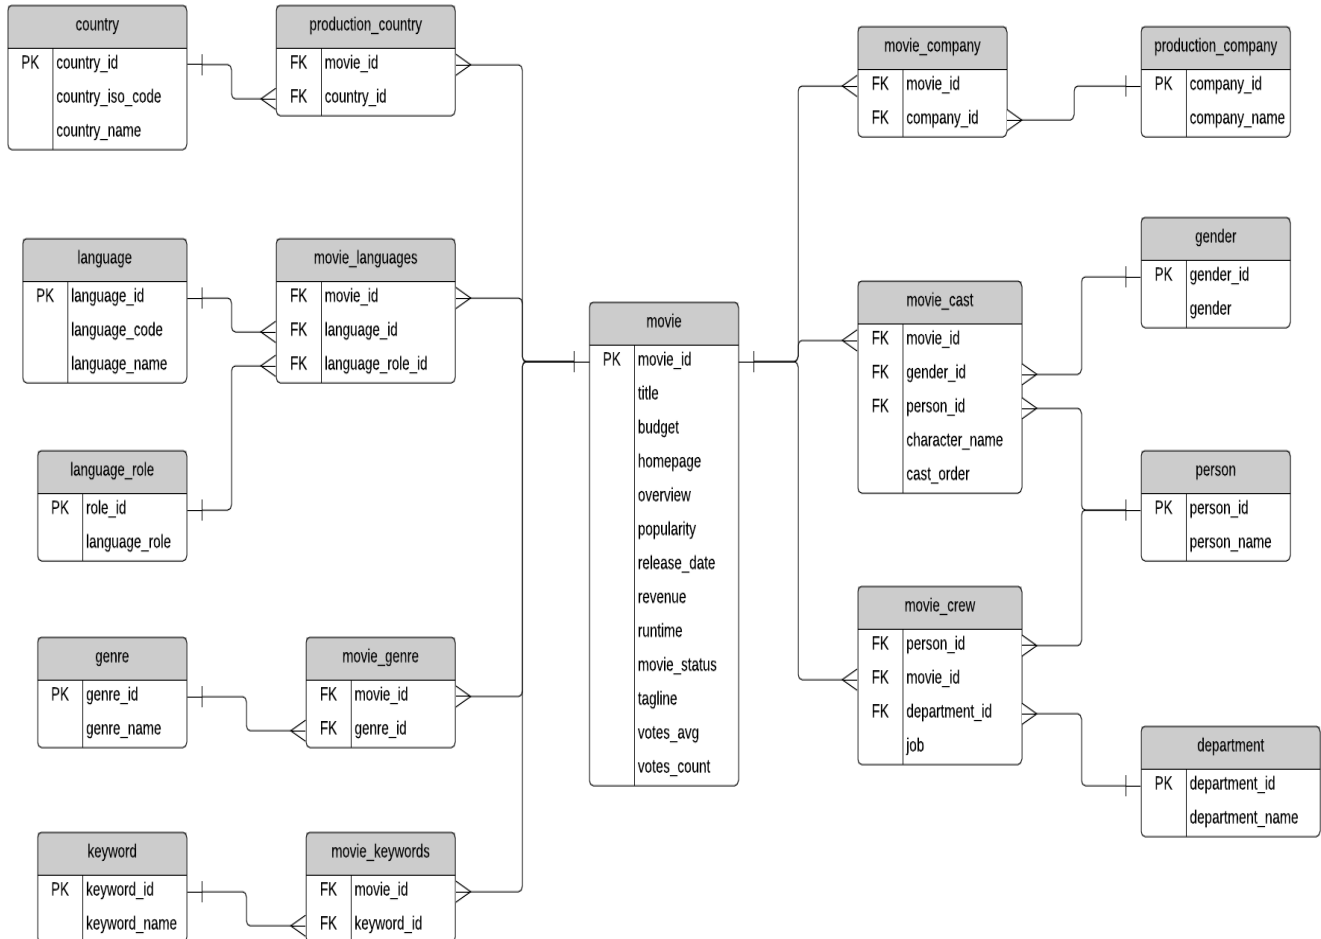 country
PK country_id
country_iso_code
country_name
production_country
FK movie_id
FK country_id
language
PK language_id
language_code
language_name
movie_languages
FK movie_id
FK language_id
FK language_role_id
language_role
PK role_id
language_role
genre
PK genre_id
genre_name
movie_genre
FK movie_id
FK genre_id
keyword
PK keyword_id
keyword_name
movie_keywords
FK movie_id
FK keyword_id
movie
PK movie_id
title
budget
homepage
overview
popularity
release_date
revenue
runtime
movie_status
tagline
votes_avg
votes_count
movie_company
FK movie_id
FK company_id
production_company
PK company_id
company_name
gender
PK gender_id
gender
movie_cast
FK movie_id
FK gender_id
FK person_id
character_name
cast_order
person
PK person_id
person_name
movie_crew
FK person_id
FK movie_id
FK department_id
job
department
PK department_id
department_name